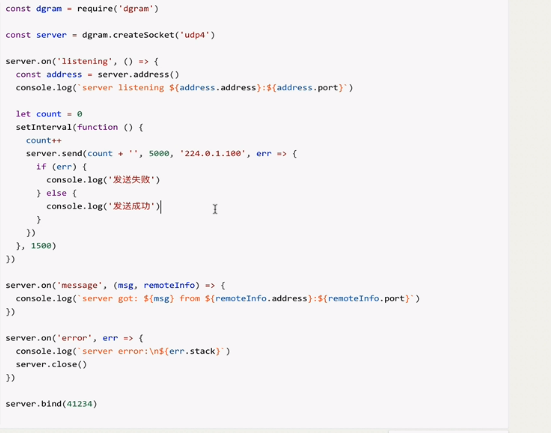 const dgram = require('dgram')
const server = dgram.createSocket('udp4')
server.on('listening', () => {
  const address = server.address()
  console.log(`server listening ${address.address}:${address.port}`)
  let count = 0
  setInterval(function () {
    count++
    server.send(count + '', 5000, '224.0.1.100', err => {
      if (err) {
        console.log('发送失败')
      } else {
        console.log('发送成功')
      }
    })
  }, 1500)
})
server.on('message', (msg, remoteInfo) => {
  console.log(`server got: ${msg} from ${remoteInfo.address}:${remoteInfo.port}`)
})
server.on('error', err => {
  console.log(`server error:\n${err.stack}`)
  server.close()
})
server.bind(41234)